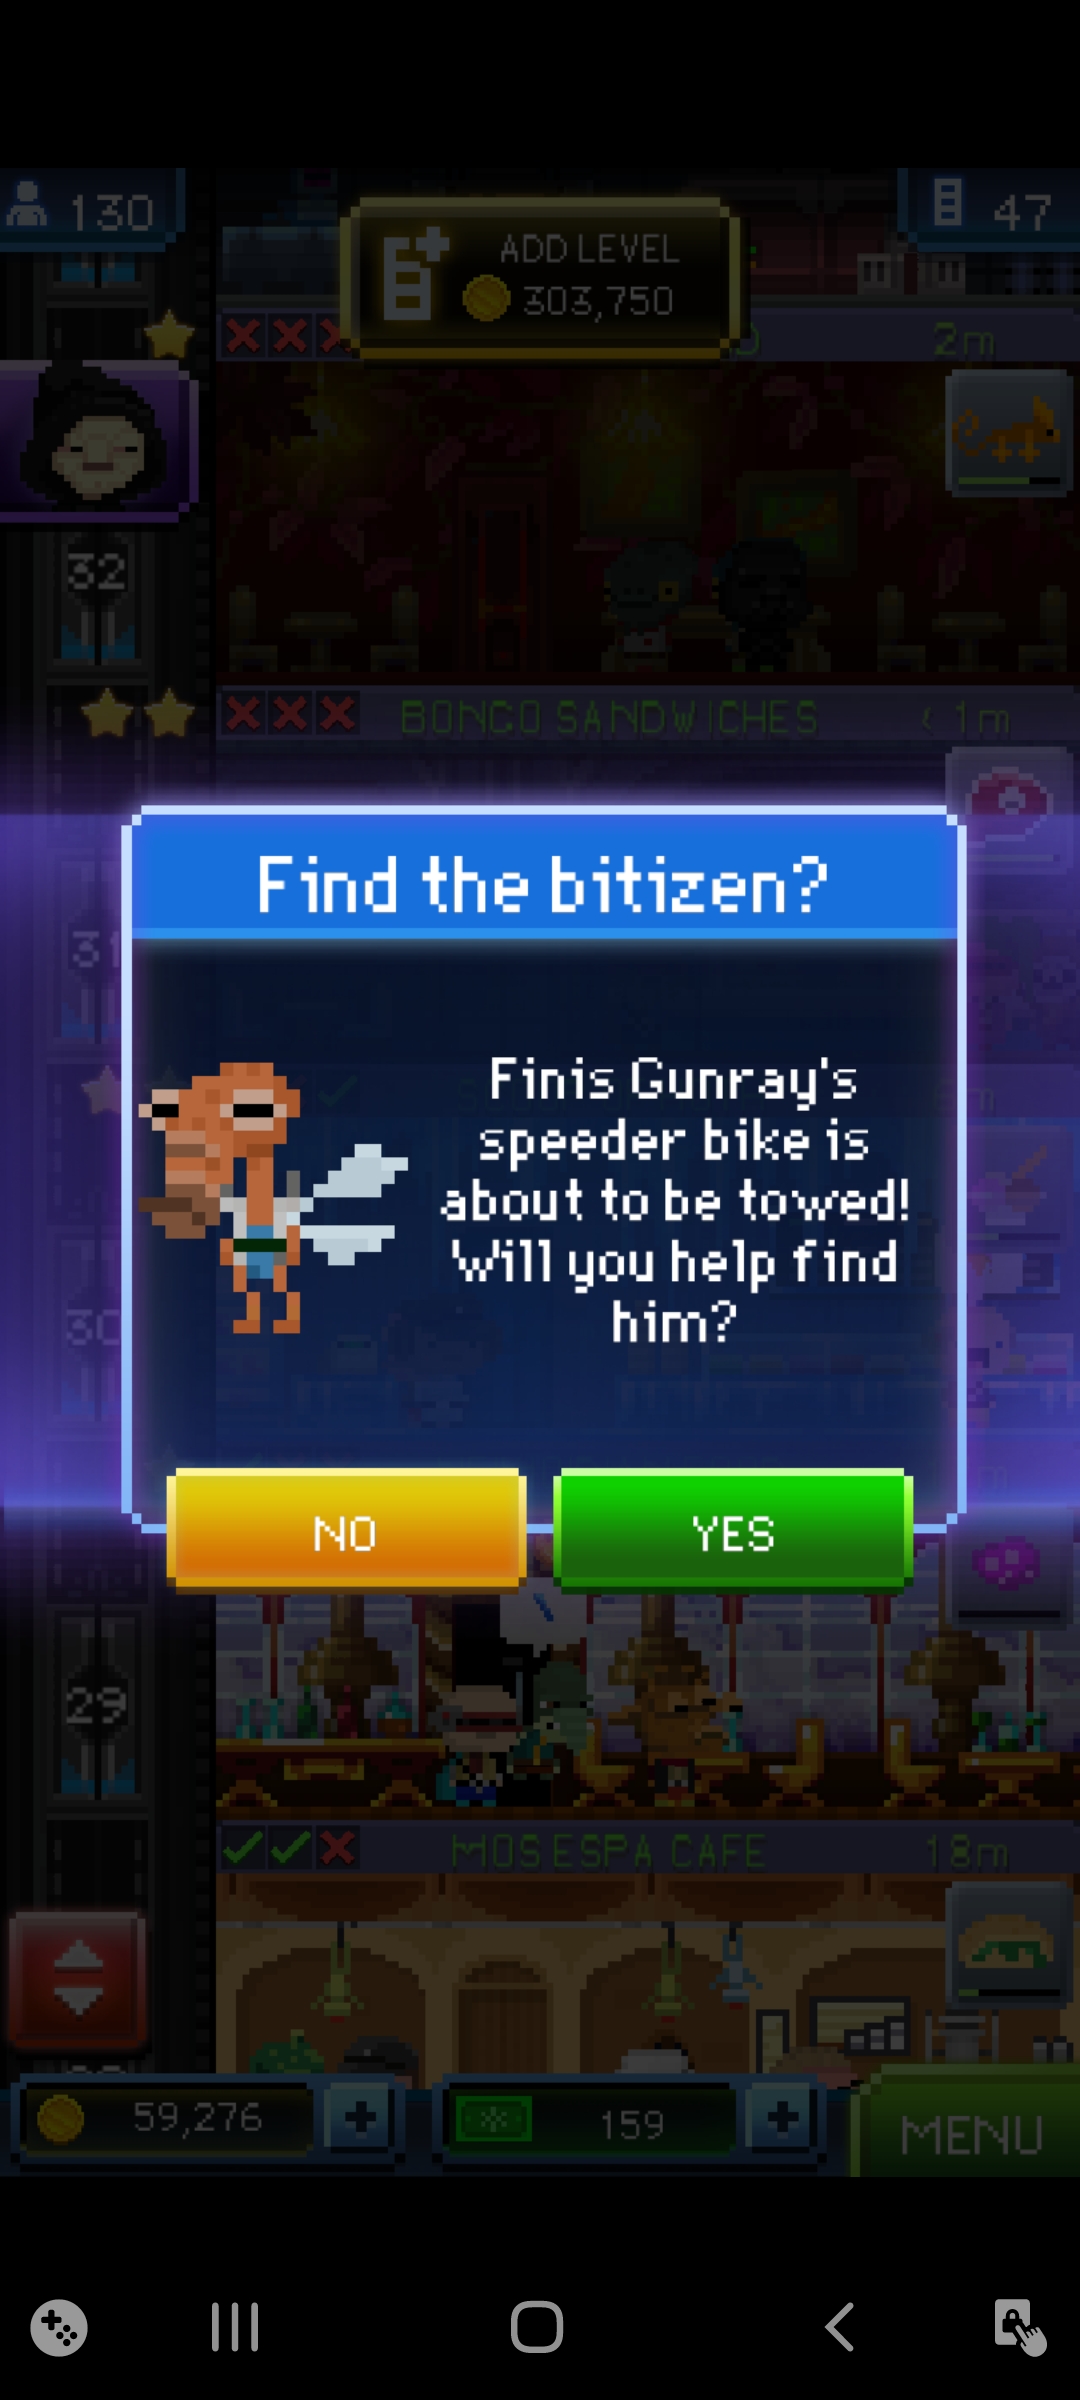 130
ADD LEVEL
303,750
47
2m
32
BONGO SANDWICHES
< 1m
Find the bitizen?
31
Finis Gunray's
speeder bike is
about to be towed!
Will you help find
him?
30
NO
YES
29
MOS ESPA CAFE
18m
59,276
159
MENU